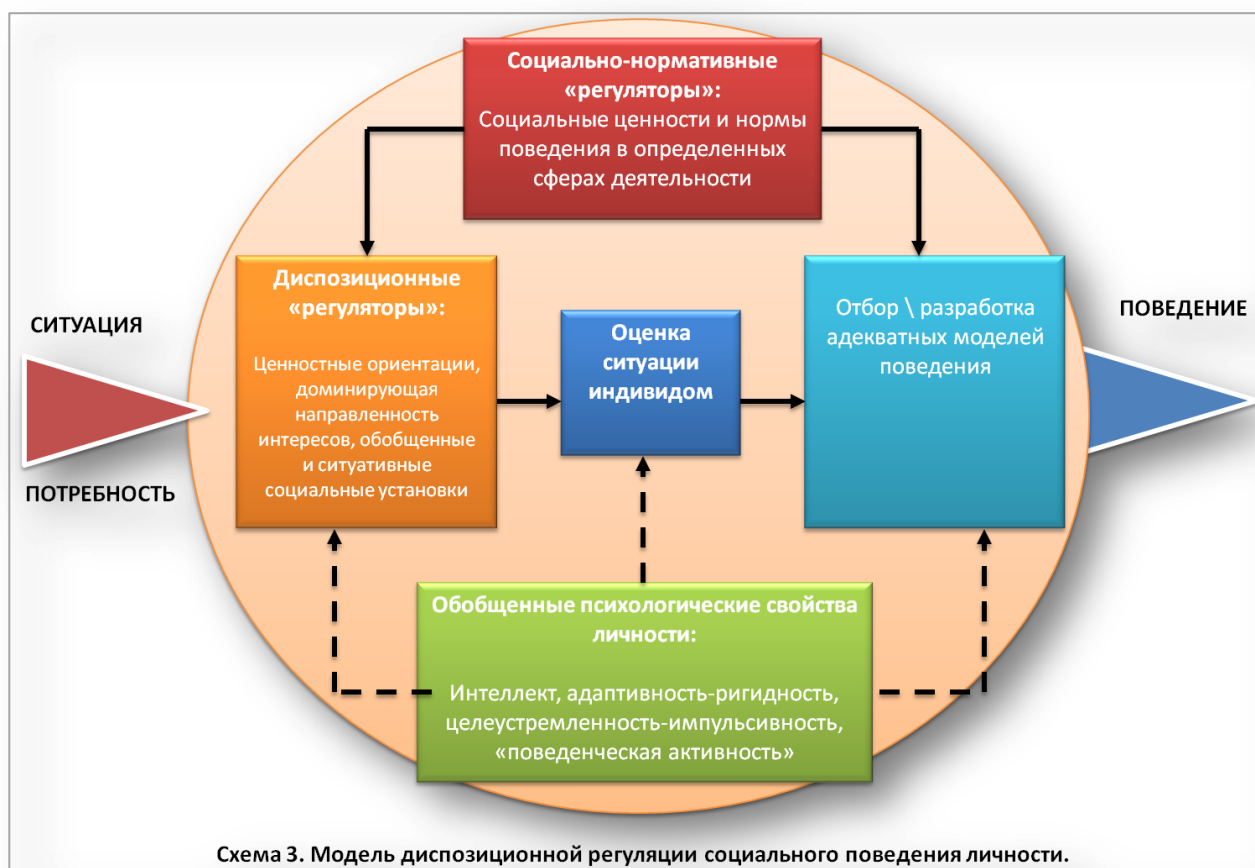 Социально-нормативные
«регуляторы»:
Социальные ценности и нормы
поведения в определенных
сферах деятельности
СИТУАЦИЯ
ПОТРЕБНОСТЬ
Диспозиционные
«регуляторы»:
Ценностные ориентации,
доминирующая
направленность
интересов, обобщенные
и ситуативные
социальные установки
Оценка
ситуации
индивидом
Отбор \ разработка
адекватных моделей
поведения
ПОВЕДЕНИЕ
Обобщенные психологические свойства
личности:
Интеллект, адаптивность-ригидность,
целеустремленность-импульсивность,
«поведенческая активность»
Схема 3. Модель диспозиционной регуляции социального поведения личности.